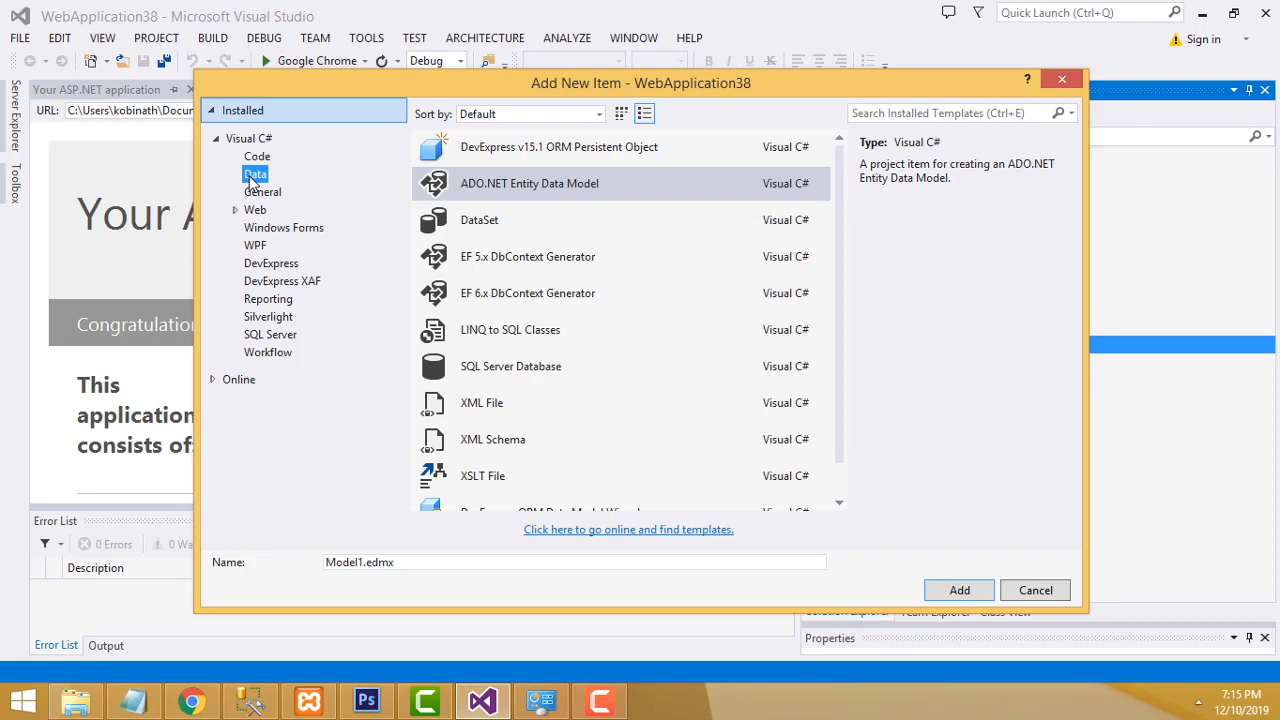 WebApplication38 - Microsoft Visual Studio
Quick Launch (Ctrl+Q)
FILE EDIT VIEW PROJECT BUILD DEBUG TEAM TOOLS TEST ARCHITECTURE ANALYZE WINDOW HELP
Sign in
Google Chrome Debug
Server Explorer
Toolbox
Your ASP.NET application
URL: C:\Users\kobinath\Docum
Your A
Congratulation
This
application
consists of
Add New Item - WebApplication38
?
Installed
Visual C#
Code
Data
General
Web
Windows Forms
WPF
DevExpress
DevExpress XAF
Reporting
Silverlight
SQL Server
Workflow
Online
Sort by: Default
Search Installed Templates (Ctrl+E)
DevExpress v15.1 ORM Persistent Object Visual C#
ADO.NET Entity Data Model Visual C#
DataSet Visual C#
EF 5.x DbContext Generator Visual C#
EF 6.x DbContext Generator Visual C#
LINQ to SQL Classes Visual C#
SQL Server Database Visual C#
XML File Visual C#
XML Schema Visual C#
XSLT File Visual C#
Type: Visual C#
A project item for creating an ADO.NET
Entity Data Model.
Click here to go online and find templates.
Name: Model1.edmx
Add Cancel
Error List
0 Errors 0 Wa
Description
Error List Output
Properties
Ps
7:15 PM
12/10/2019